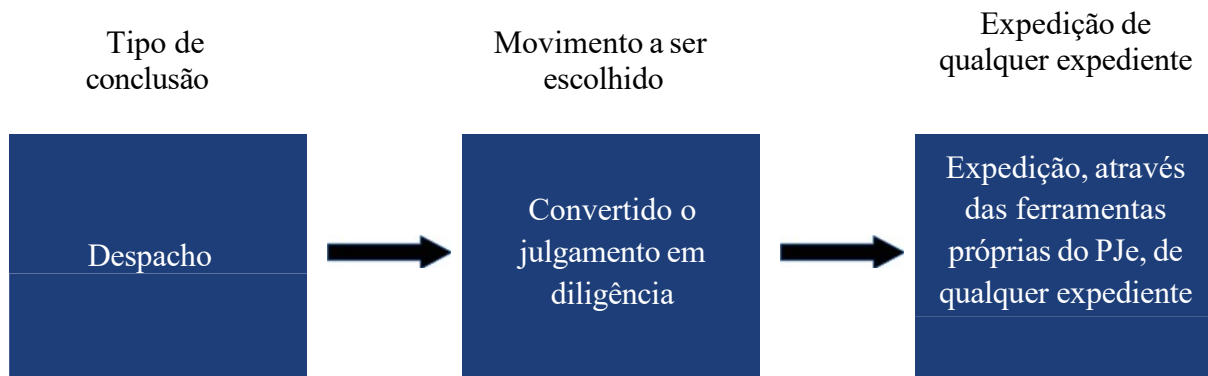 Tipo de
conclusão
Movimento a ser
escolhido
Expedição de
qualquer expediente
Despacho
Convertido o
julgamento em
diligência
Expedição, através
das ferramentas
próprias do PJe, de
qualquer expediente